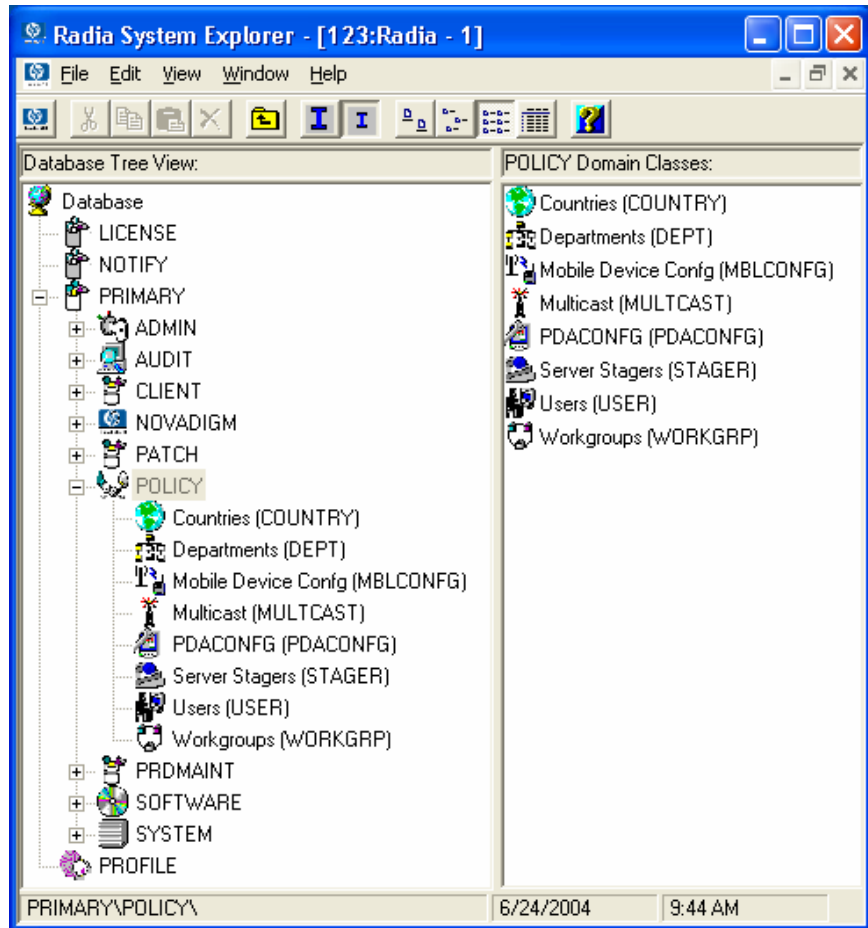 Radia System Explorer - [123:Radia - 1]
File Edit View Window Help
Database Tree View:
Database
LICENSE
NOTIFY
PRIMARY
ADMIN
AUDIT
CLIENT
NOVADIGM
PATCH
POLICY
Countries (COUNTRY)
Departments (DEPT)
Mobile Device Confg (MBLCONFG)
Multicast (MULTCAST)
PDACONFG (PDACONFG)
Server Stagers (STAGER)
Users (USER)
Workgroups (WORKGRP)
PRDMAINT
SOFTWARE
SYSTEM
PROFILE
POLICY Domain Classes:
Countries (COUNTRY)
Departments (DEPT)
Mobile Device Confg (MBLCONFG)
Multicast (MULTCAST)
PDACONFG (PDACONFG)
Server Stagers (STAGER)
Users (USER)
Workgroups (WORKGRP)
PRIMARY\POLICY\ 6/24/2004 9:44 AM